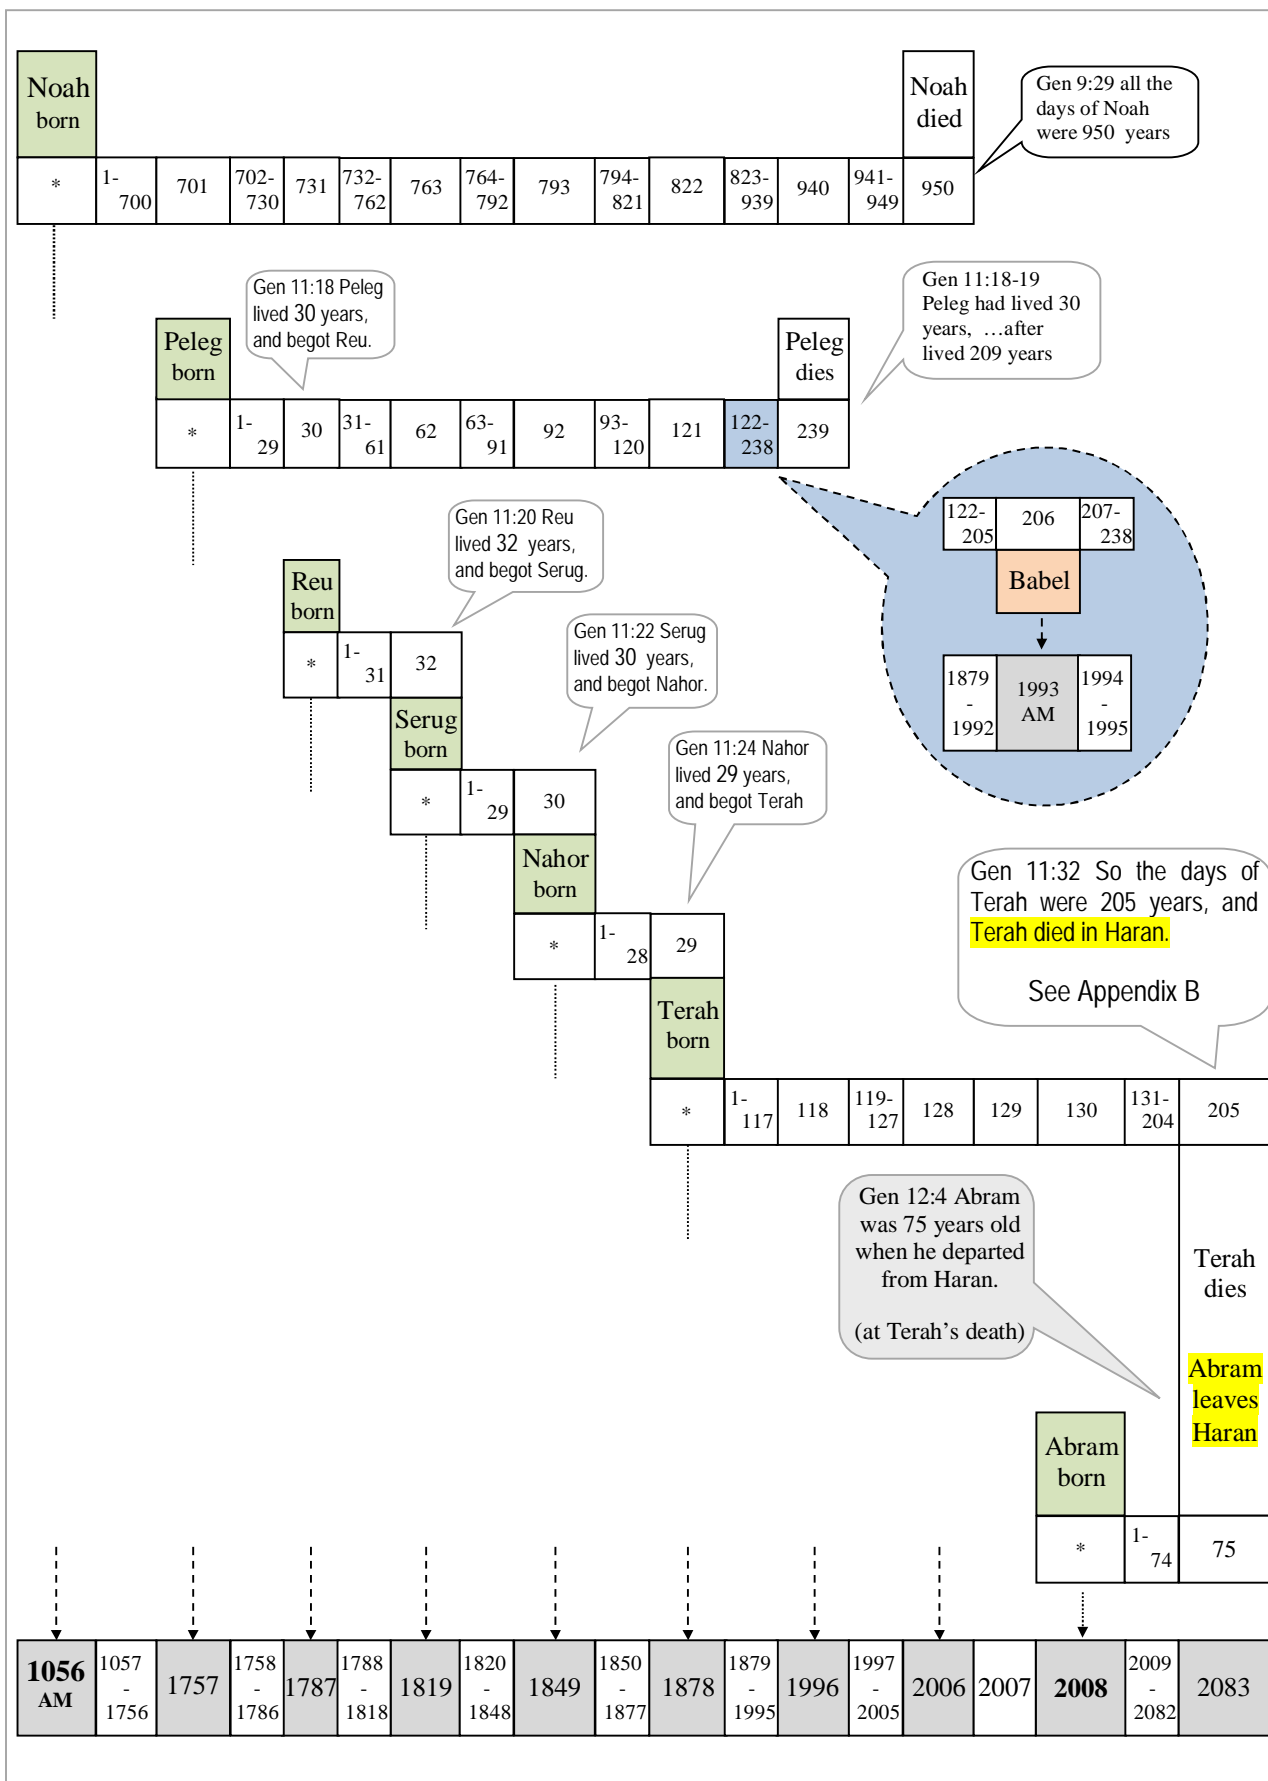 Noah
born
Noah
died
Gen 9:29 all the
days of Noah
were 950 years
*
1-
700
701
702-
730
731
732-
762
763
764-
792
793
794-
821
822
823-
939
940
941-
949
950
Gen 11:18 Peleg
lived 30 years,
and begot Reu.
Gen 11:18-19
Peleg had lived 30
years, …after
lived 209 years
Peleg
born
Peleg
dies
*
1-
29
30
31-
61
62
63-
91
92
93-
120
121
122-
238
239
122-
205
206
207-
238
Babel
1879
-
1992
1993
AM
1994
-
1995
Gen 11:20 Reu
lived 32 years,
and begot Serug.
Reu
born
*
1-
31
32
Gen 11:22 Serug
lived 30 years,
and begot Nahor.
Serug
born
*
1-
29
30
Gen 11:24 Nahor
lived 29 years,
and begot Terah
Nahor
born
*
1-
28
29
Gen 11:32 So the days of
Terah were 205 years, and
Terah died in Haran.
See Appendix B
Terah
born
*
1-
117
118
119-
127
128
129
130
131-
204
205
Gen 12:4 Abram
was 75 years old
when he departed
from Haran.
(at Terah’s death)
Terah
dies
Abram
leaves
Haran
Abram
born
*
1-
74
75
1056
AM
1057
-
1756
1757
1758
-
1786
1787
1788
-
1818
1819
1820
-
1848
1849
1850
-
1877
1878
1879
-
1995
1996
1997
-
2005
2006
2007
2008
2009
-
2082
2083